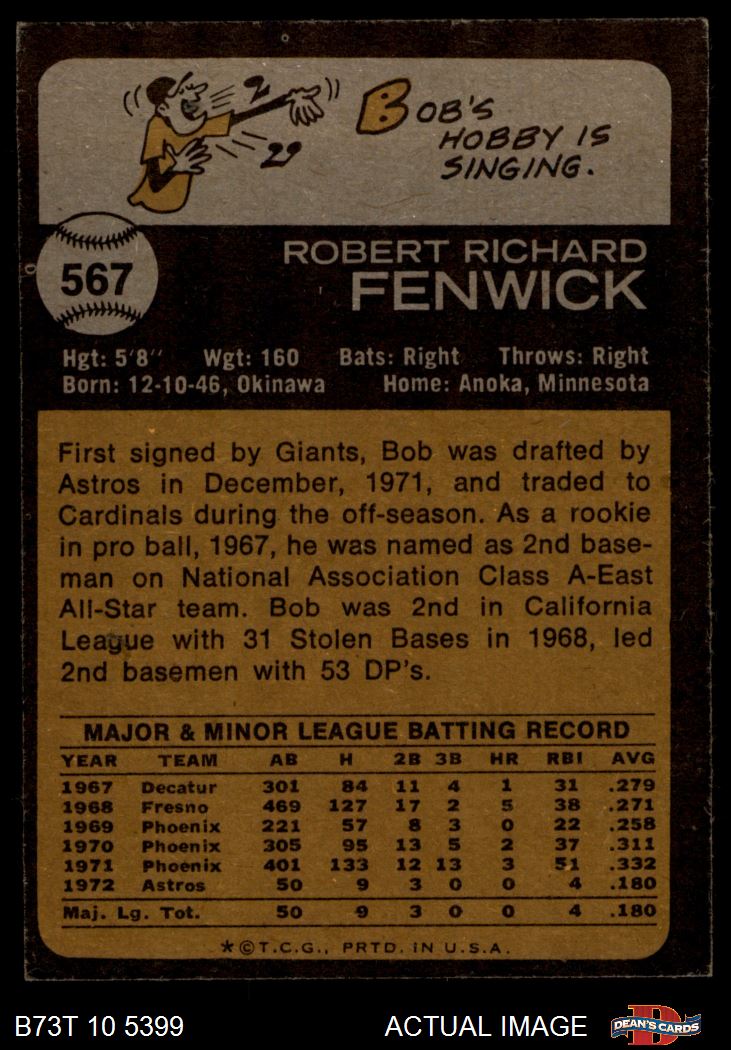 2
29
BOB'S
HOBBY IS
SINGING.
567
ROBERT RICHARD
FENWICK
Hgt: 5'8" Wgt: 160 Bats: Right Throws: Right
Born: 12-10-46, Okinawa Home: Anoka, Minnesota
First signed by Giants, Bob was drafted by
Astros in December, 1971, and traded to
Cardinals during the off-season. As a rookie
in pro ball, 1967, he was named as 2nd base-
man on National Association Class A-East
All-Star team. Bob was 2nd in California
League with 31 Stolen Bases in 1968, led
2nd basemen with 53 DP's.
MAJOR & MINOR LEAGUE BATTING RECORD
YEAR TEAM AB H 2B 3B HR RBI AVG
1967 Decatur 301 84 11 4 1 31 .279
1968 Fresno 469 127 17 2 5 38 .271
1969 Phoenix 221 57 8 3 0 22 .258
1970 Phoenix 305 95 13 5 2 37 .311
1971 Phoenix 401 133 12 13 3 51 .332
1972 Astros 50 9 3 0 0 4 .180
Maj. Lg. Tot. 50 9 3 0 0 4 .180
*©T.C.G., PRTD. IN U.S.A.
B73T 10 5399 ACTUAL IMAGE
DEAN'S CARDS